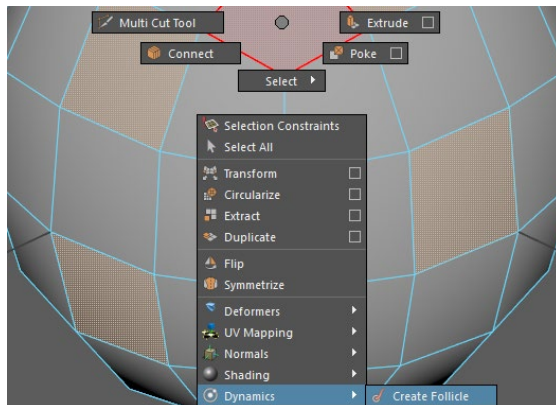 Multi Cut Tool
Extrude
Connect
Poke
Select
Selection Constraints
Select All
Transform
Circularize
Extract
Duplicate
Flip
Symmetrize
Deformers
UV Mapping
Normals
Shading
Dynamics
Create Follicle